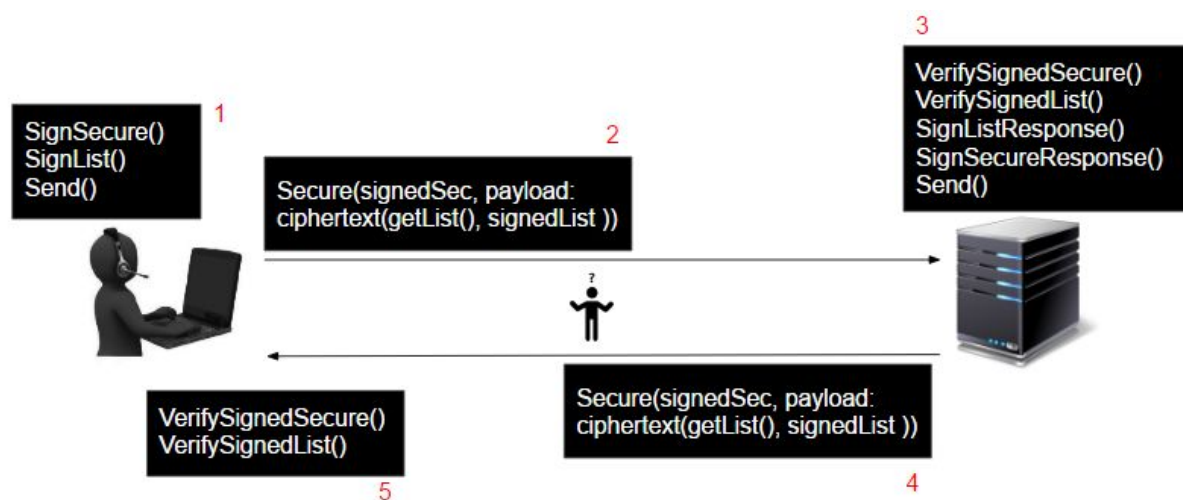 1
SignSecure()
SignList()
Send()
2
Secure(signedSec, payload:
ciphertext(getList(), signedList ))
3
VerifySignedSecure()
VerifySignedList()
SignListResponse()
SignSecureResponse()
Send()
?
Secure(signedSec, payload:
ciphertext(getList(), signedList ))
4
VerifySignedSecure()
VerifySignedList()
5